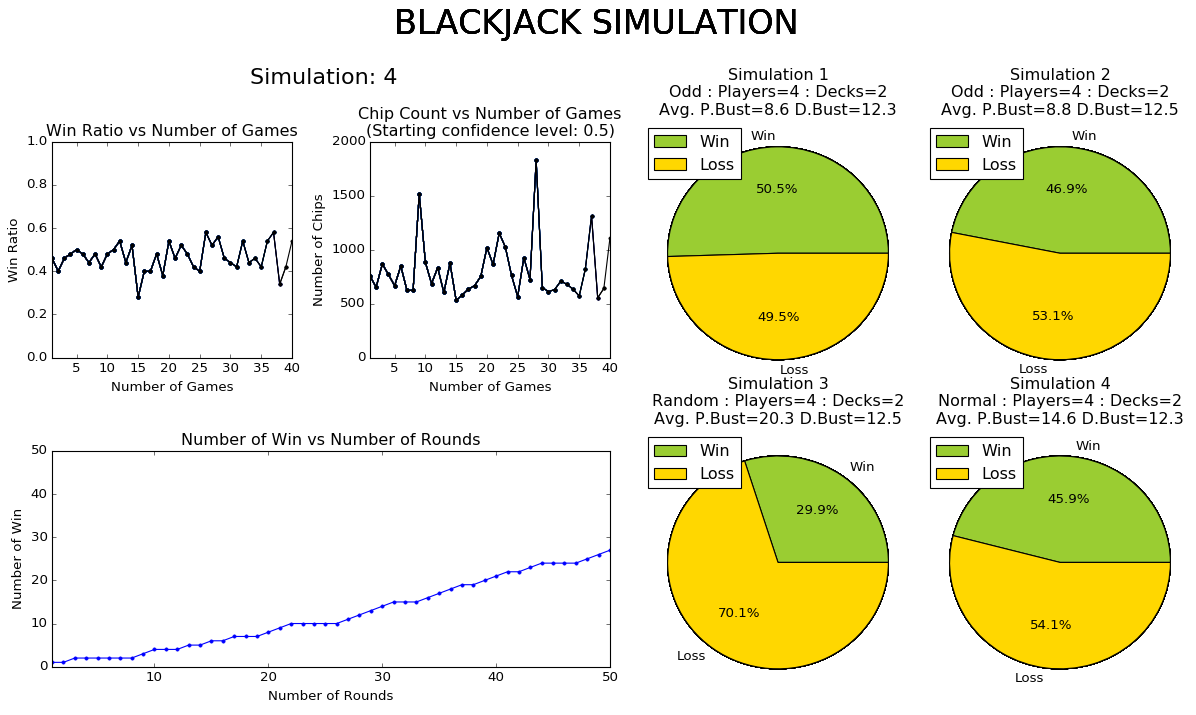 BLACKJACK SIMULATION
Simulation: 4
Win Ratio vs Number of Games
1.0
0.8
0.6
0.4
0.2
0.0
Win Ratio
5 10 15 20 25 30 35 40
Number of Games
Chip Count vs Number of Games
(Starting confidence level: 0.5)
2000
1500
1000
500
0
Number of Chips
5 10 15 20 25 30 35 40
Number of Games
Number of Win vs Number of Rounds
50
40
30
20
10
0
Number of Win
10 20 30 40 50
Number of Rounds
Simulation 1
Odd : Players=4 : Decks=2
Avg. P.Bust=8.6 D.Bust=12.3
Win
Loss
Win
50.5%
49.5%
Loss
Simulation 2
Odd : Players=4 : Decks=2
Avg. P.Bust=8.8 D.Bust=12.5
Win
Loss
Win
46.9%
53.1%
Loss
Simulation 3
Random : Players=4 : Decks=2
Avg. P.Bust=20.3 D.Bust=12.5
Win
Loss
Win
29.9%
70.1%
Loss
Simulation 4
Normal : Players=4 : Decks=2
Avg. P.Bust=14.6 D.Bust=12.3
Win
Loss
Win
45.9%
54.1%
Loss